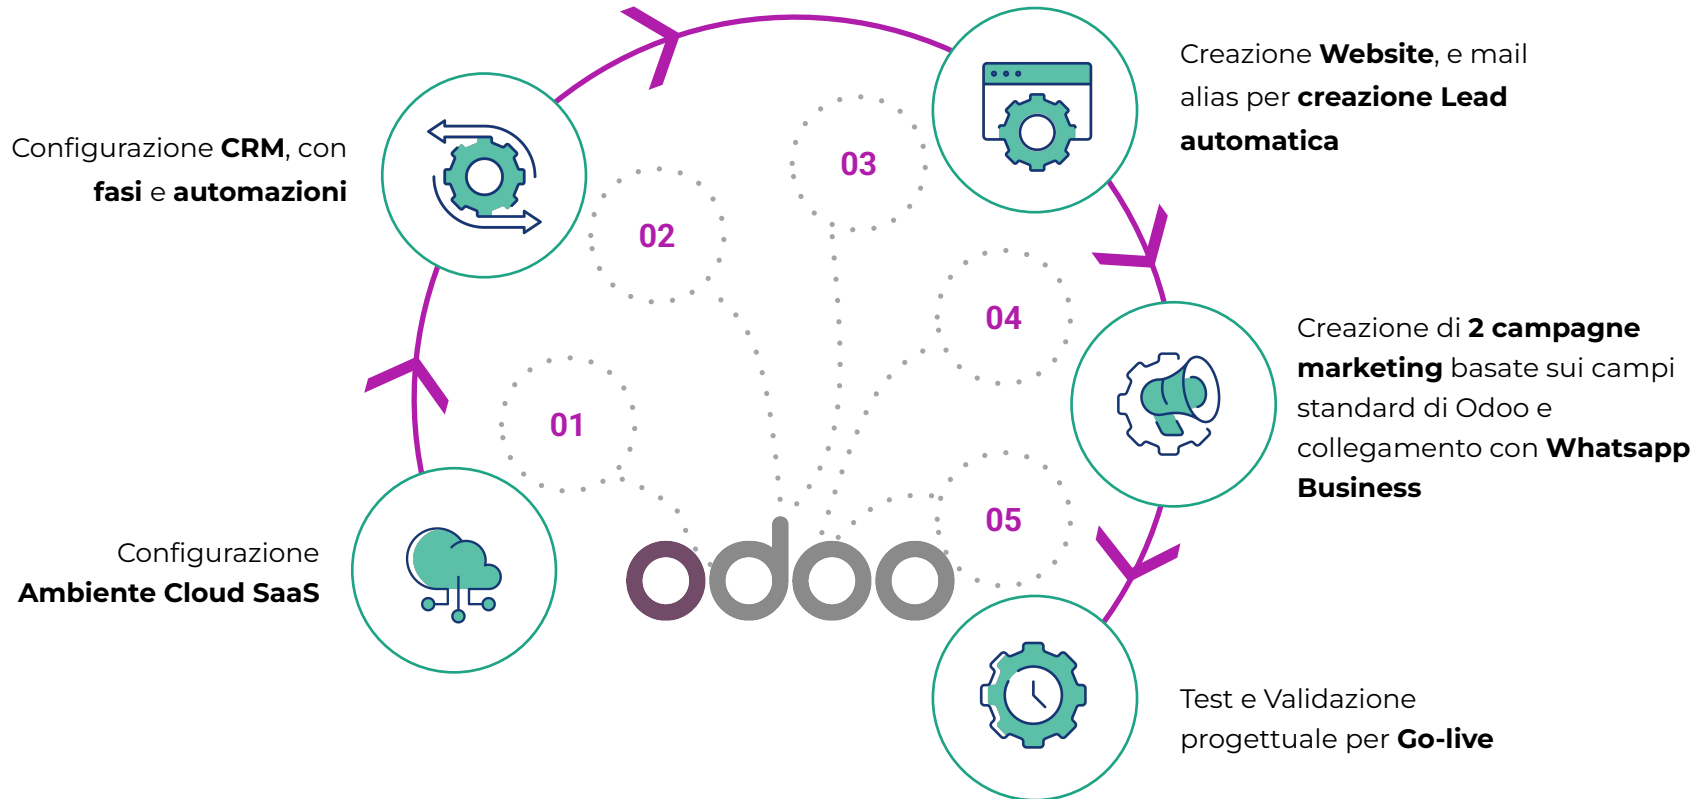 01
Configurazione
Ambiente Cloud SaaS
02
Configurazione CRM, con
fasi e automazioni
03
Creazione Website, e mail
alias per creazione Lead
automatica
04
Creazione di 2 campagne
marketing basate sui campi
standard di Odoo e
collegamento con Whatsapp
Business
05
Test e Validazione
progettuale per Go-live
odoo